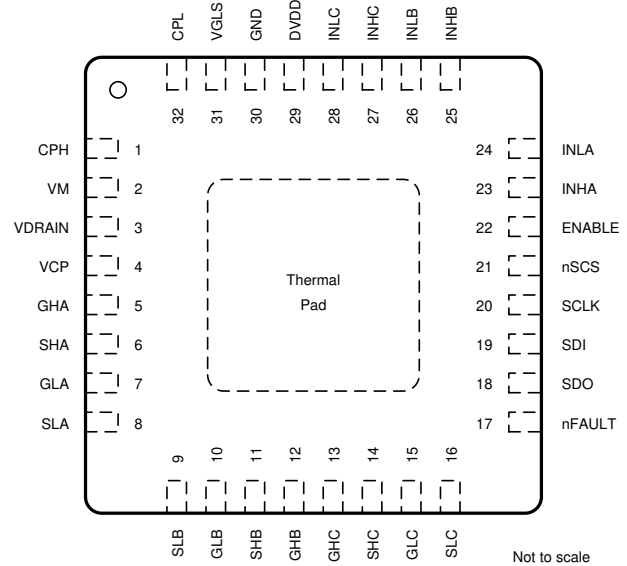 CPL VGLS GND DVDD INLC INHC INLB INHB
32 31 30 29 28 27 26 25
CPH 1 24 INLA
VM 2 23 INHA
VDRAIN 3 22 ENABLE
VCP 4 21 nSCS
GHA 5 20 SCLK
SHA 6 19 SDI
GLA 7 18 SDO
SLA 8 17 nFAULT
Thermal
Pad
9 10 11 12 13 14 15 16
SLB GLB SHB GHB GHC SHC GLC SLC
Not to scale